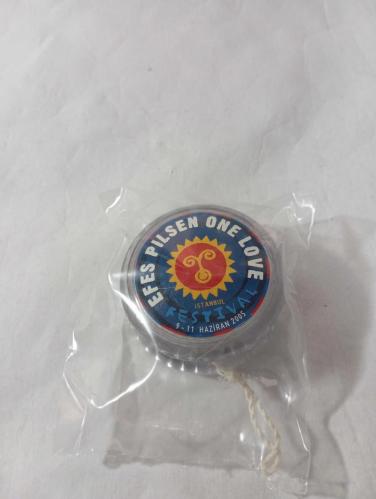 EFES PILSEN ONE LOVE
İSTANBUL
FESTIVAL
9 - 11 HAZİRAN 2005